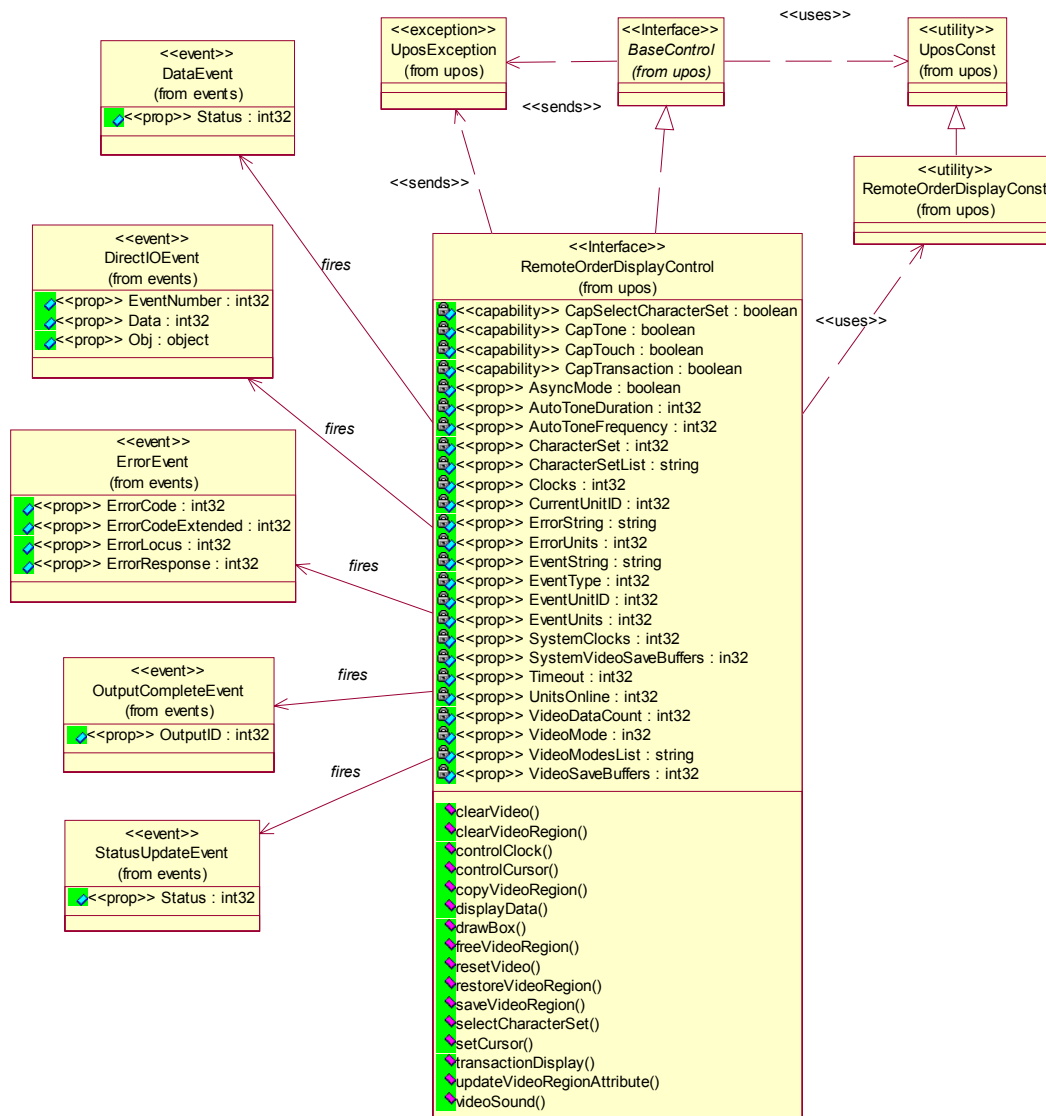 <<event>>
DataEvent
(from events)
<<prop>> Status : int32
<<exception>>
UposException
(from upos)
<<Interface>>
BaseControl
(from upos)
<<uses>>
<<utility>>
UposConst
(from upos)
<<sends>>
<<sends>>
<<utility>>
RemoteOrderDisplayConst
(from upos)
<<uses>>
<<event>>
DirectIOEvent
(from events)
<<prop>> EventNumber : int32
<<prop>> Data : int32
<<prop>> Obj : object
fires
fires
<<event>>
ErrorEvent
(from events)
<<prop>> ErrorCode : int32
<<prop>> ErrorCodeExtended : int32
<<prop>> ErrorLocus : int32
<<prop>> ErrorResponse : int32
fires
<<event>>
OutputCompleteEvent
(from events)
<<prop>> OutputID : int32
fires
<<event>>
StatusUpdateEvent
(from events)
<<prop>> Status : int32
fires
<<Interface>>
RemoteOrderDisplayControl
(from upos)
<<capability>> CapSelectCharacterSet : boolean
<<capability>> CapTone : boolean
<<capability>> CapTouch : boolean
<<capability>> CapTransaction : boolean
<<prop>> AsyncMode : boolean
<<prop>> AutoToneDuration : int32
<<prop>> AutoToneFrequency : int32
<<prop>> CharacterSet : int32
<<prop>> CharacterSetList : string
<<prop>> Clocks : int32
<<prop>> CurrentUnitID : int32
<<prop>> ErrorString : string
<<prop>> ErrorUnits : int32
<<prop>> EventString : string
<<prop>> EventType : int32
<<prop>> EventUnitID : int32
<<prop>> EventUnits : int32
<<prop>> SystemClocks : int32
<<prop>> SystemVideoSaveBuffers : in32
<<prop>> Timeout : int32
<<prop>> UnitsOnline : int32
<<prop>> VideoDataCount : int32
<<prop>> VideoMode : in32
<<prop>> VideoModesList : string
<<prop>> VideoSaveBuffers : int32
clearVideo()
clearVideoRegion()
controlClock()
controlCursor()
copyVideoRegion()
displayData()
drawBox()
freeVideoRegion()
resetVideo()
restoreVideoRegion()
saveVideoRegion()
selectCharacterSet()
setCursor()
transactionDisplay()
updateVideoRegionAttribute()
videoSound()